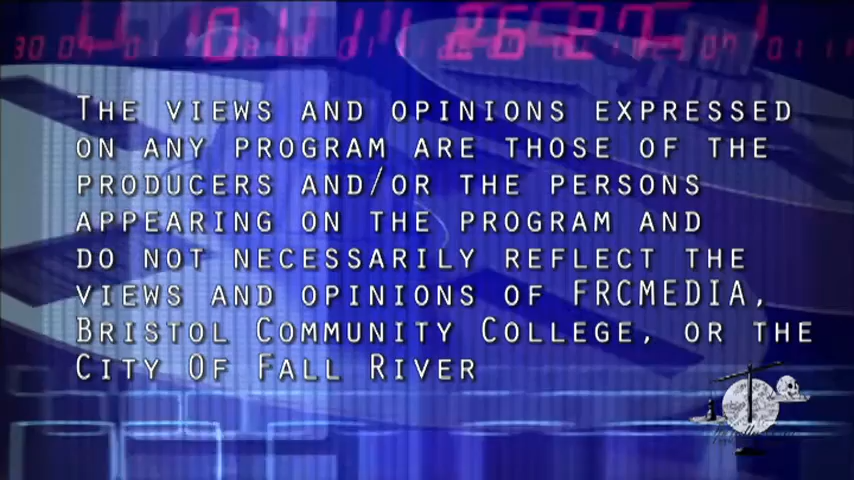 The views and opinions expressed
on any program are those of the
producers and/or the persons
appearing on the program and
do not necessarily reflect the
views and opinions of FRCMEDIA,
Bristol Community College, or the
City Of Fall River